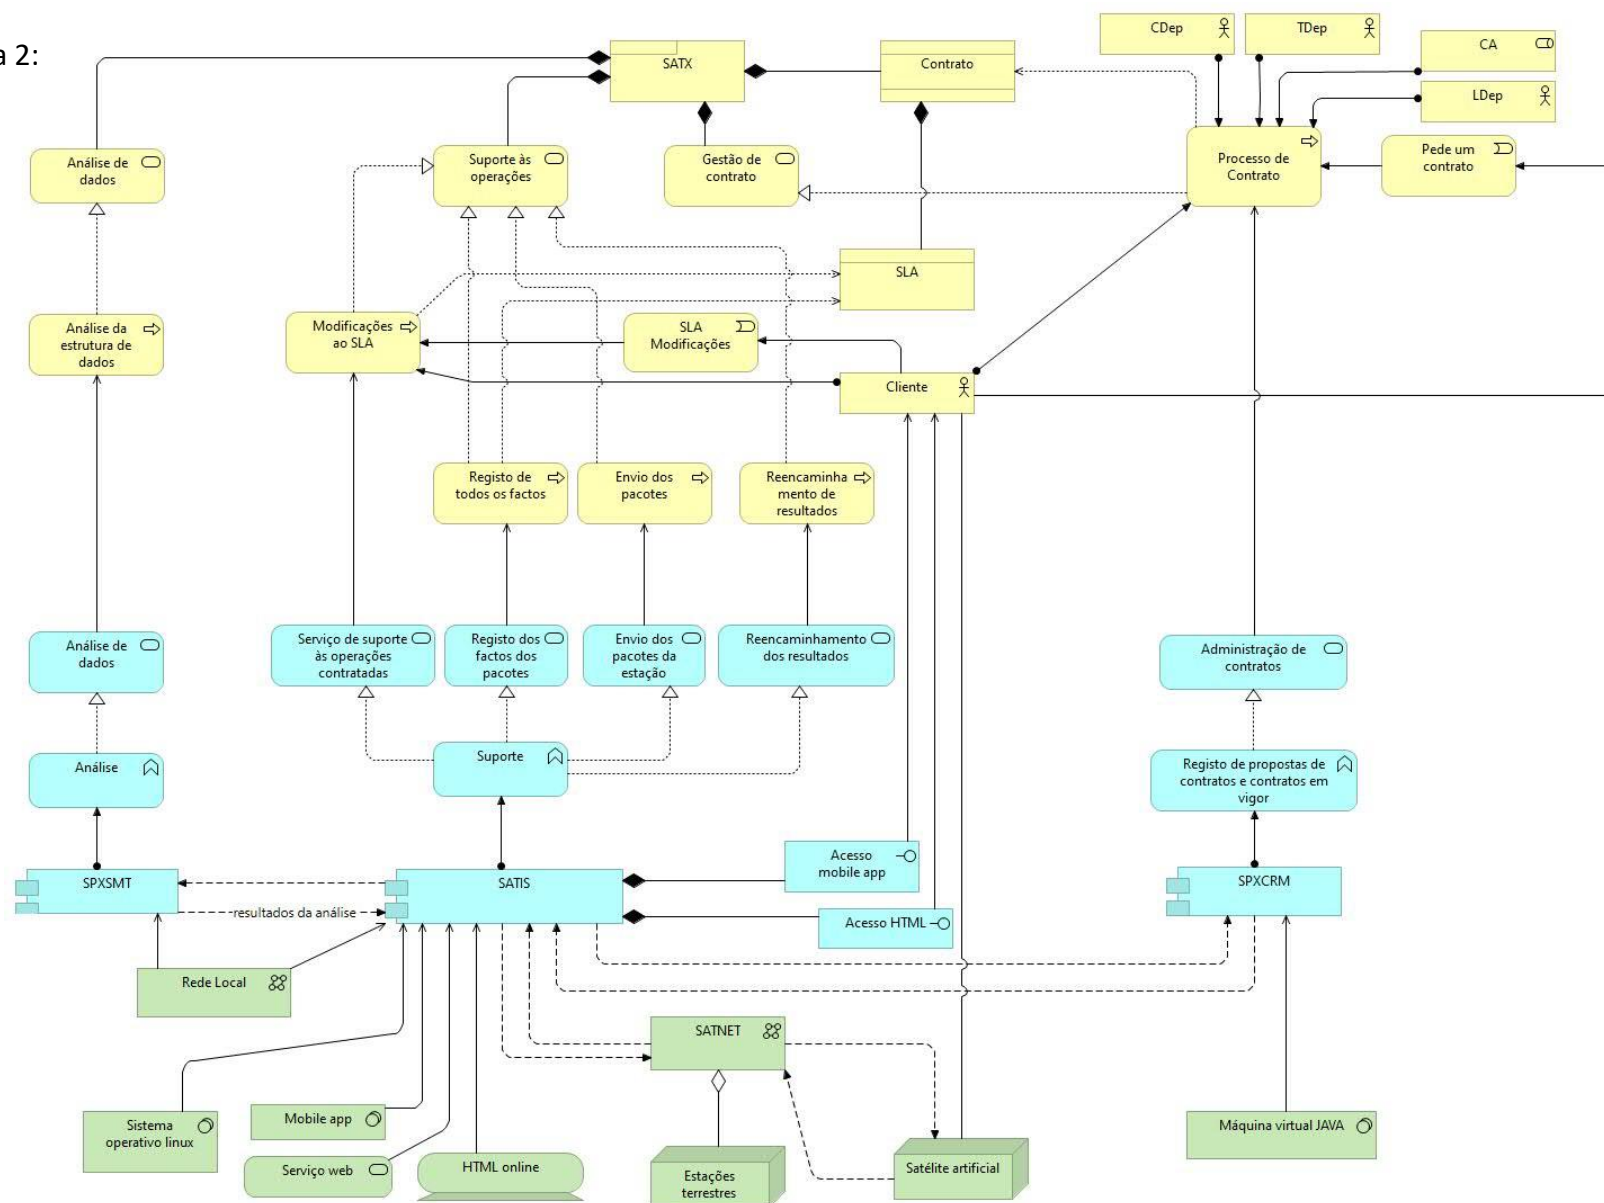 a 2:
CDep
TDep
CA
SATX
Contrato
LDep
Análise de
dados
Suporte às
operações
Gestão de
contrato
Processo de
Contrato
Pede um
contrato
SLA
Análise da
estrutura de
dados
Modificações
ao SLA
SLA
Modificações
Cliente
Registo de
todos os factos
Envio dos
pacotes
Reencaminha
mento de
resultados
Análise de
dados
Serviço de suporte
às operações
contratadas
Registo dos
factos dos
pacotes
Envio dos
pacotes da
estação
Reencaminhamento
dos resultados
Administração de
contratos
Análise
Suporte
Registo de propostas de
contratos e contratos em
vigor
Acesso
mobile app
SPXSMT
SATIS
SPXCRM
resultados da análise
Acesso HTML
Rede Local
SATNET
Sistema
operativo linux
Mobile app
Máquina virtual JAVA
Serviço web
HTML online
Estações
terrestres
Satélite artificial